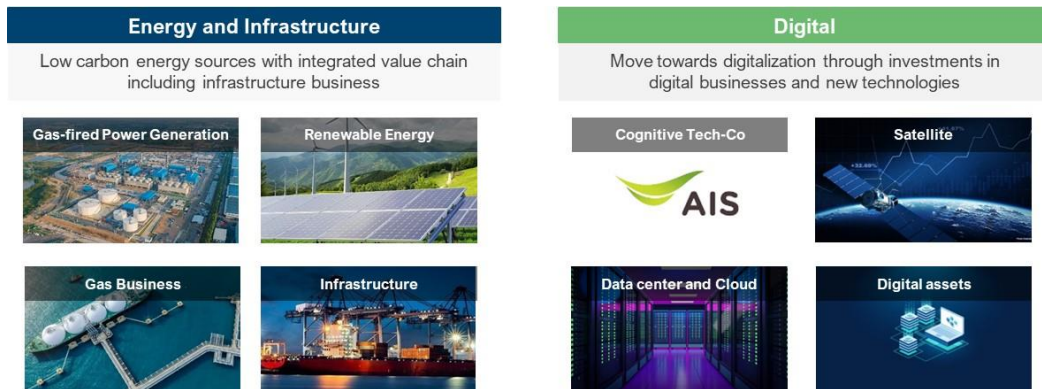 Energy and Infrastructure
Low carbon energy sources with integrated value chain
including infrastructure business
Gas-fired Power Generation
Renewable Energy
Gas Business
Infrastructure
Digital
Move towards digitalization through investments in
digital businesses and new technologies
Cognitive Tech-Co
AIS
Satellite
+33.66%
Data center and Cloud
Digital assets